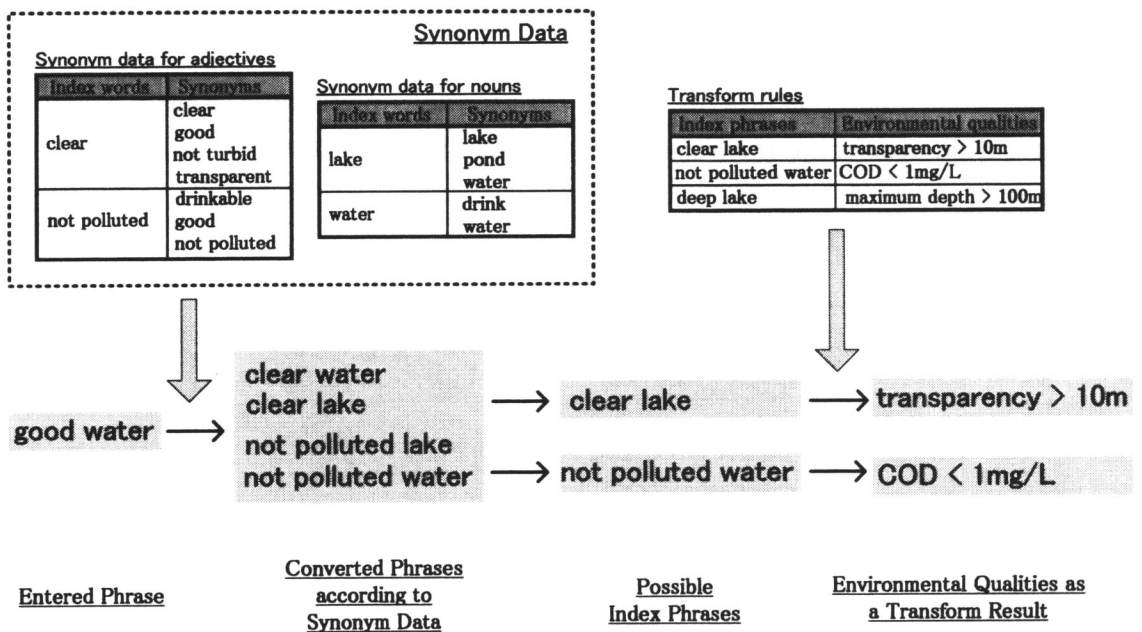 Synonym Data
Synonym data for adjectives
Index words Synonyms
clear
clear
good
not turbid
transparent
not polluted
drinkable
good
not polluted
Synonym data for nouns
Index words Synonyms
lake
lake
pond
water
water
drink
water
Transform rules
Index phrases Environmental qualities
clear lake transparency > 10m
not polluted water COD < 1mg/L
deep lake maximum depth > 100m
good water
clear water
clear lake
not polluted lake
not polluted water
clear lake
not polluted water
transparency > 10m
COD < 1mg/L
Entered Phrase
Converted Phrases
according to
Synonym Data
Possible
Index Phrases
Environmental Qualities as
a Transform Result